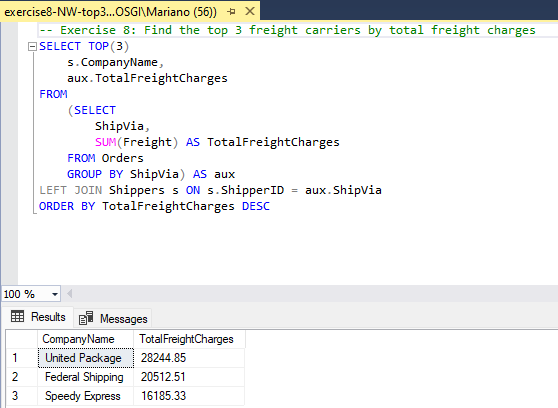 exercise8-NW-top3...OSGI\Mariano (56))
-- Exercise 8: Find the top 3 freight carriers by total freight charges
SELECT TOP(3)
s.CompanyName,
aux.TotalFreightCharges
FROM
(SELECT
ShipVia,
SUM(Freight) AS TotalFreightCharges
FROM Orders
GROUP BY ShipVia) AS aux
LEFT JOIN Shippers s ON s.ShipperID = aux.ShipVia
ORDER BY TotalFreightCharges DESC
100 %
Results Messages
CompanyName TotalFreightCharges
1 United Package 28244.85
2 Federal Shipping 20512.51
3 Speedy Express 16185.33